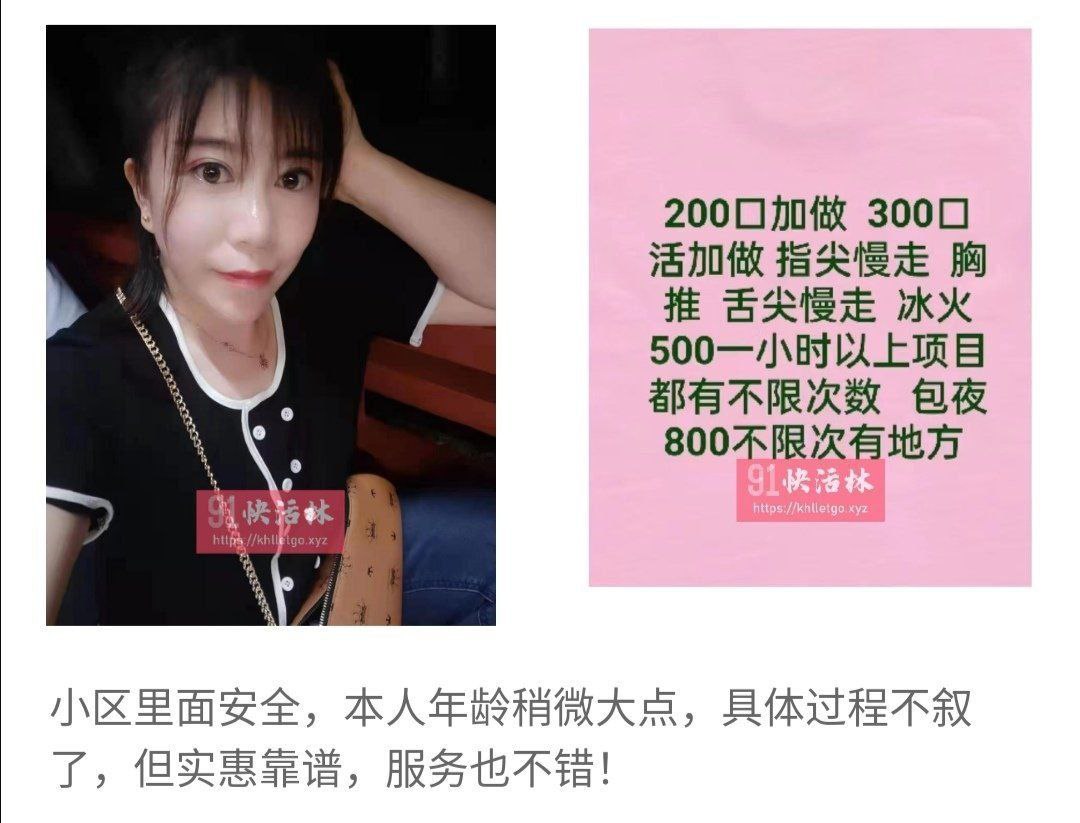 91快活林
https://khlletgo.xyz
200口加做 300口
活加做 指尖慢走 胸
推 舌尖慢走 冰火
500一小时以上项目
都有不限次数 包夜
800不限次有地方
91快活林
https://khlletgo.xyz
小区里面安全，本人年龄稍微大点，具体过程不叙
了，但实惠靠谱，服务也不错！